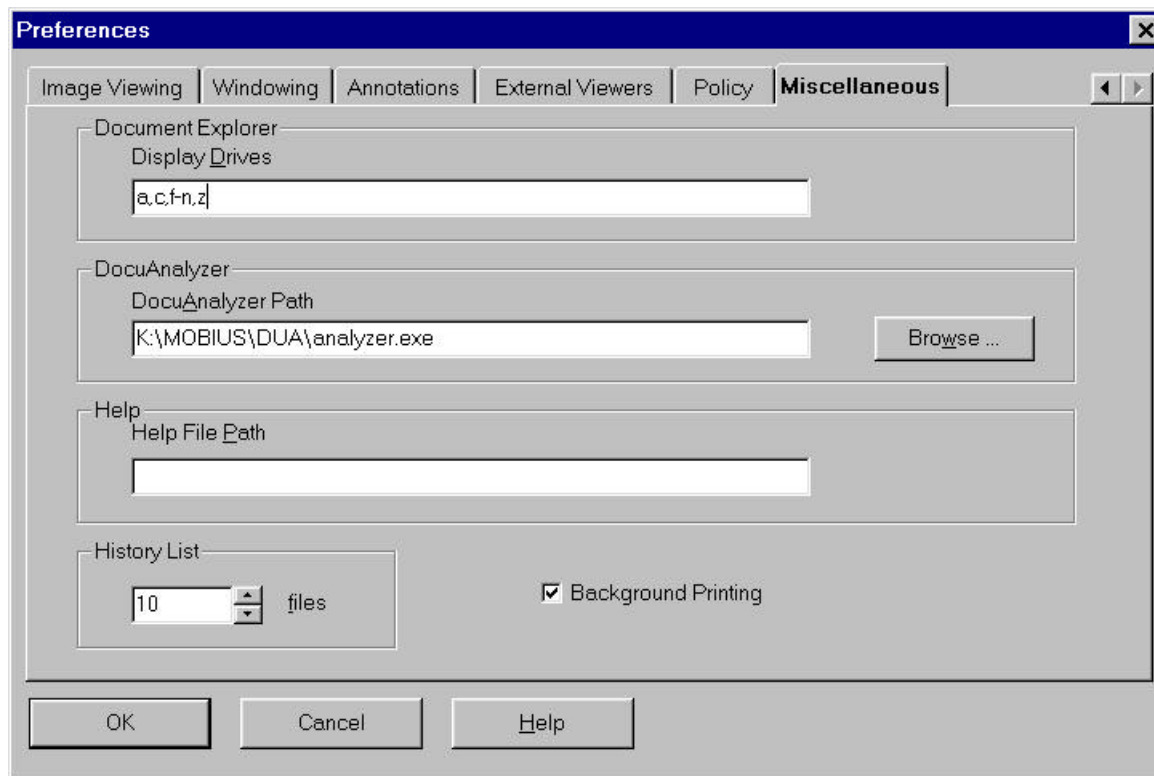 Preferences
Image Viewing Windowing Annotations External Viewers Policy Miscellaneous
Document Explorer
Display Drives
a,c,f-n,z
DocuAnalyzer
DocuAnalyzer Path
K:\MOBIUS\DUA\analyzer.exe
Browse ...
Help
Help File Path
History List
10 files
Background Printing
OK Cancel Help